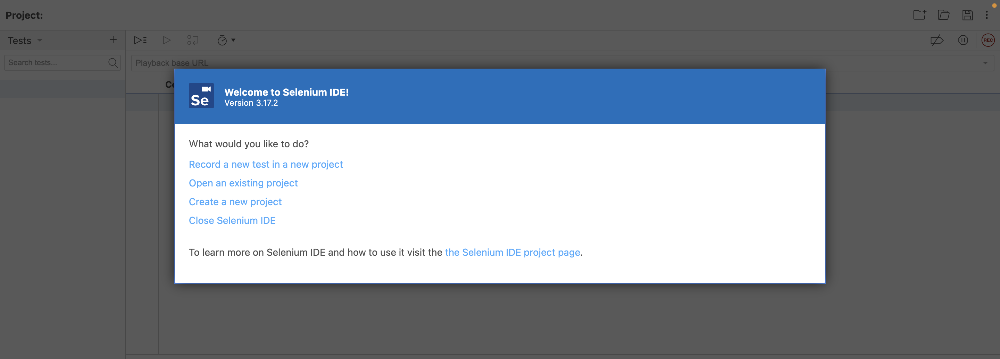 Project:
Tests
REC
Search tests...
Playback base URL
Se
Welcome to Selenium IDE!
Version 3.17.2
What would you like to do?
Record a new test in a new project
Open an existing project
Create a new project
Close Selenium IDE
To learn more on Selenium IDE and how to use it visit the the Selenium IDE project page.